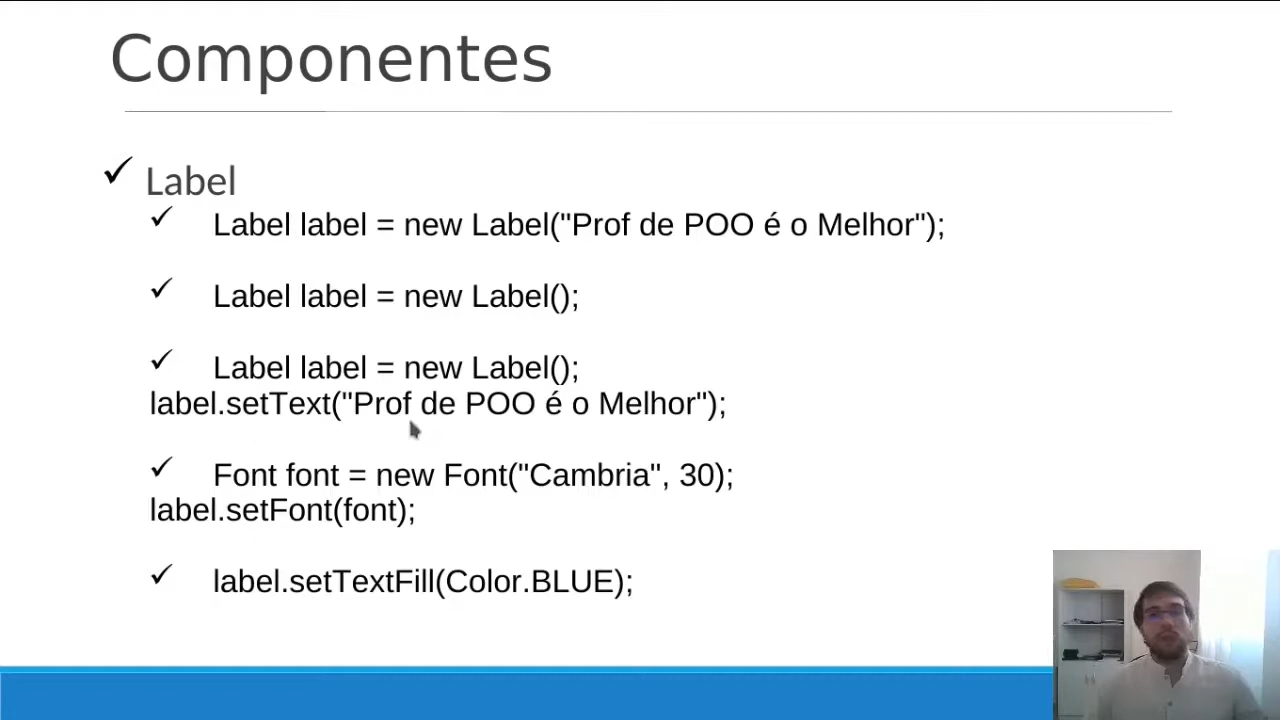 Componentes
Label
Label label = new Label("Prof de POO é o Melhor");
Label label = new Label();
Label label = new Label();
label.setText("Prof de POO é o Melhor");
Font font = new Font("Cambria", 30);
label.setFont(font);
label.setTextFill(Color.BLUE);